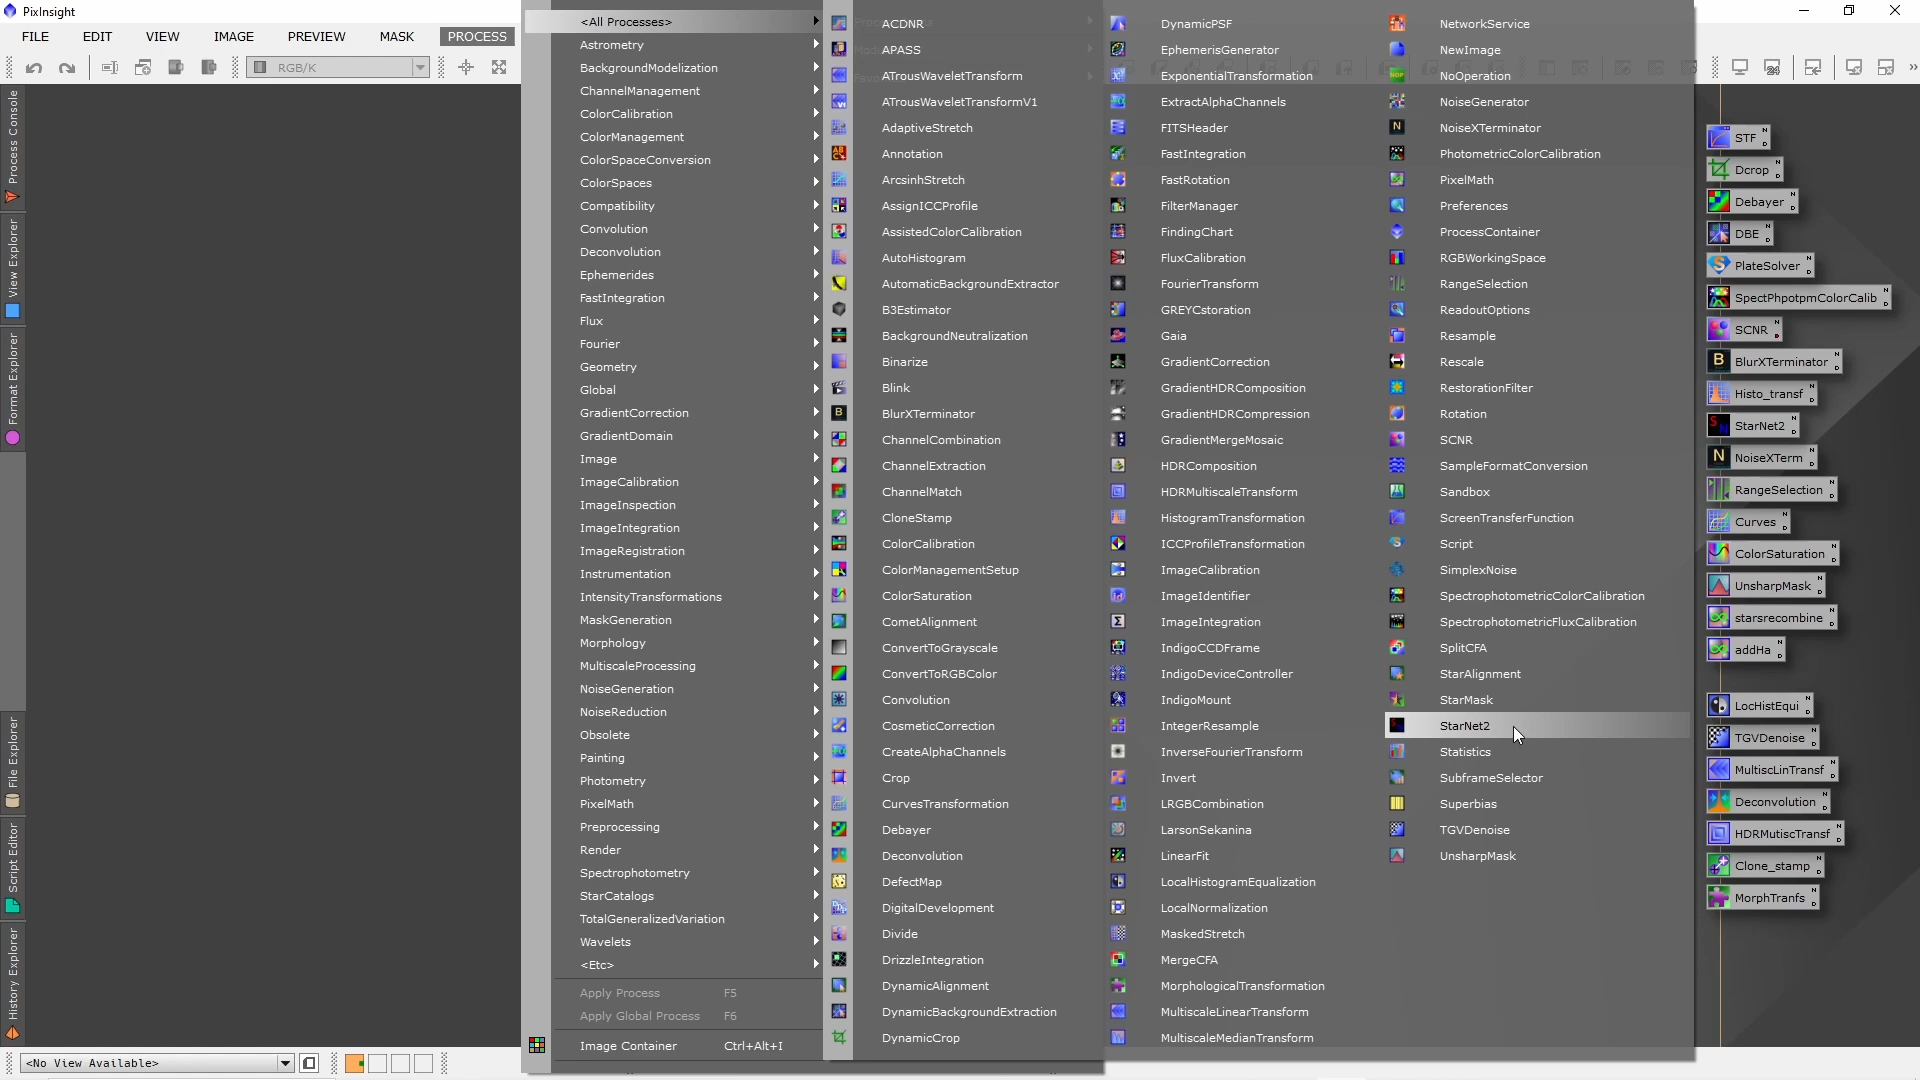 PixInsight
FILE EDIT VIEW IMAGE PREVIEW MASK PROCESS
RGB/K
Process Console
View Explorer
Format Explorer
File Explorer
Script Editor
History Explorer
<No View Available>
<All Processes>
Astrometry
BackgroundModelization
ChannelManagement
ColorCalibration
ColorManagement
ColorSpaceConversion
ColorSpaces
Compatibility
Convolution
Deconvolution
Ephemerides
FastIntegration
Flux
Fourier
Geometry
Global
GradientCorrection
GradientDomain
Image
ImageCalibration
ImageInspection
ImageIntegration
ImageRegistration
Instrumentation
IntensityTransformations
MaskGeneration
Morphology
MultiscaleProcessing
NoiseGeneration
NoiseReduction
Obsolete
Painting
Photometry
PixelMath
Preprocessing
Render
Spectrophotometry
StarCatalogs
TotalGeneralizedVariation
Wavelets
<Etc>
Apply Process F5
Apply Global Process F6
Image Container Ctrl+Alt+I
ACDNR
APASS
ATrousWaveletTransform
ATrousWaveletTransformV1
AdaptiveStretch
Annotation
ArcsinhStretch
AssignICCProfile
AssistedColorCalibration
AutoHistogram
AutomaticBackgroundExtractor
B3Estimator
BackgroundNeutralization
Binarize
Blink
BlurXTerminator
ChannelCombination
ChannelExtraction
ChannelMatch
CloneStamp
ColorCalibration
ColorManagementSetup
ColorSaturation
CometAlignment
ConvertToGrayscale
ConvertToRGBColor
Convolution
CosmeticCorrection
CreateAlphaChannels
Crop
CurvesTransformation
Debayer
Deconvolution
DefectMap
DigitalDevelopment
Divide
DrizzleIntegration
DynamicAlignment
DynamicBackgroundExtraction
DynamicCrop
DynamicPSF
EphemerisGenerator
ExponentialTransformation
ExtractAlphaChannels
FITSHeader
FastIntegration
FastRotation
FilterManager
FindingChart
FluxCalibration
FourierTransform
GREYCstoration
Gaia
GradientCorrection
GradientHDRComposition
GradientHDRCompression
GradientMergeMosaic
HDRComposition
HDRMultiscaleTransform
HistogramTransformation
ICCProfileTransformation
ImageCalibration
ImageIdentifier
ImageIntegration
IndigoCCDFrame
IndigoDeviceController
IndigoMount
IntegerResample
InverseFourierTransform
Invert
LRGBCombination
LarsonSekanina
LinearFit
LocalHistogramEqualization
LocalNormalization
MaskedStretch
MergeCFA
MorphologicalTransformation
MultiscaleLinearTransform
MultiscaleMedianTransform
NetworkService
NewImage
NoOperation
NoiseGenerator
NoiseXTerminator
PhotometricColorCalibration
PixelMath
Preferences
ProcessContainer
RGBWorkingSpace
RangeSelection
ReadoutOptions
Resample
Rescale
RestorationFilter
Rotation
SCNR
SampleFormatConversion
Sandbox
ScreenTransferFunction
Script
SimplexNoise
SpectrophotometricColorCalibration
SpectrophotometricFluxCalibration
SplitCFA
StarAlignment
StarMask
StarNet2
Statistics
SubframeSelector
Superbias
TGVDenoise
UnsharpMask
STF
Dcrop
Debayer
DBE
PlateSolver
SpectPhpotpmColorCalib
SCNR
BlurXTerminator
Histo_transf
StarNet2
NoiseXTerm
RangeSelection
Curves
ColorSaturation
UnsharpMask
starsrecombine
addHa
LocHistEqui
TGVDenoise
MultiscLinTransf
Deconvolution
HDRMutiscTransf
Clone_stamp
MorphTranfs